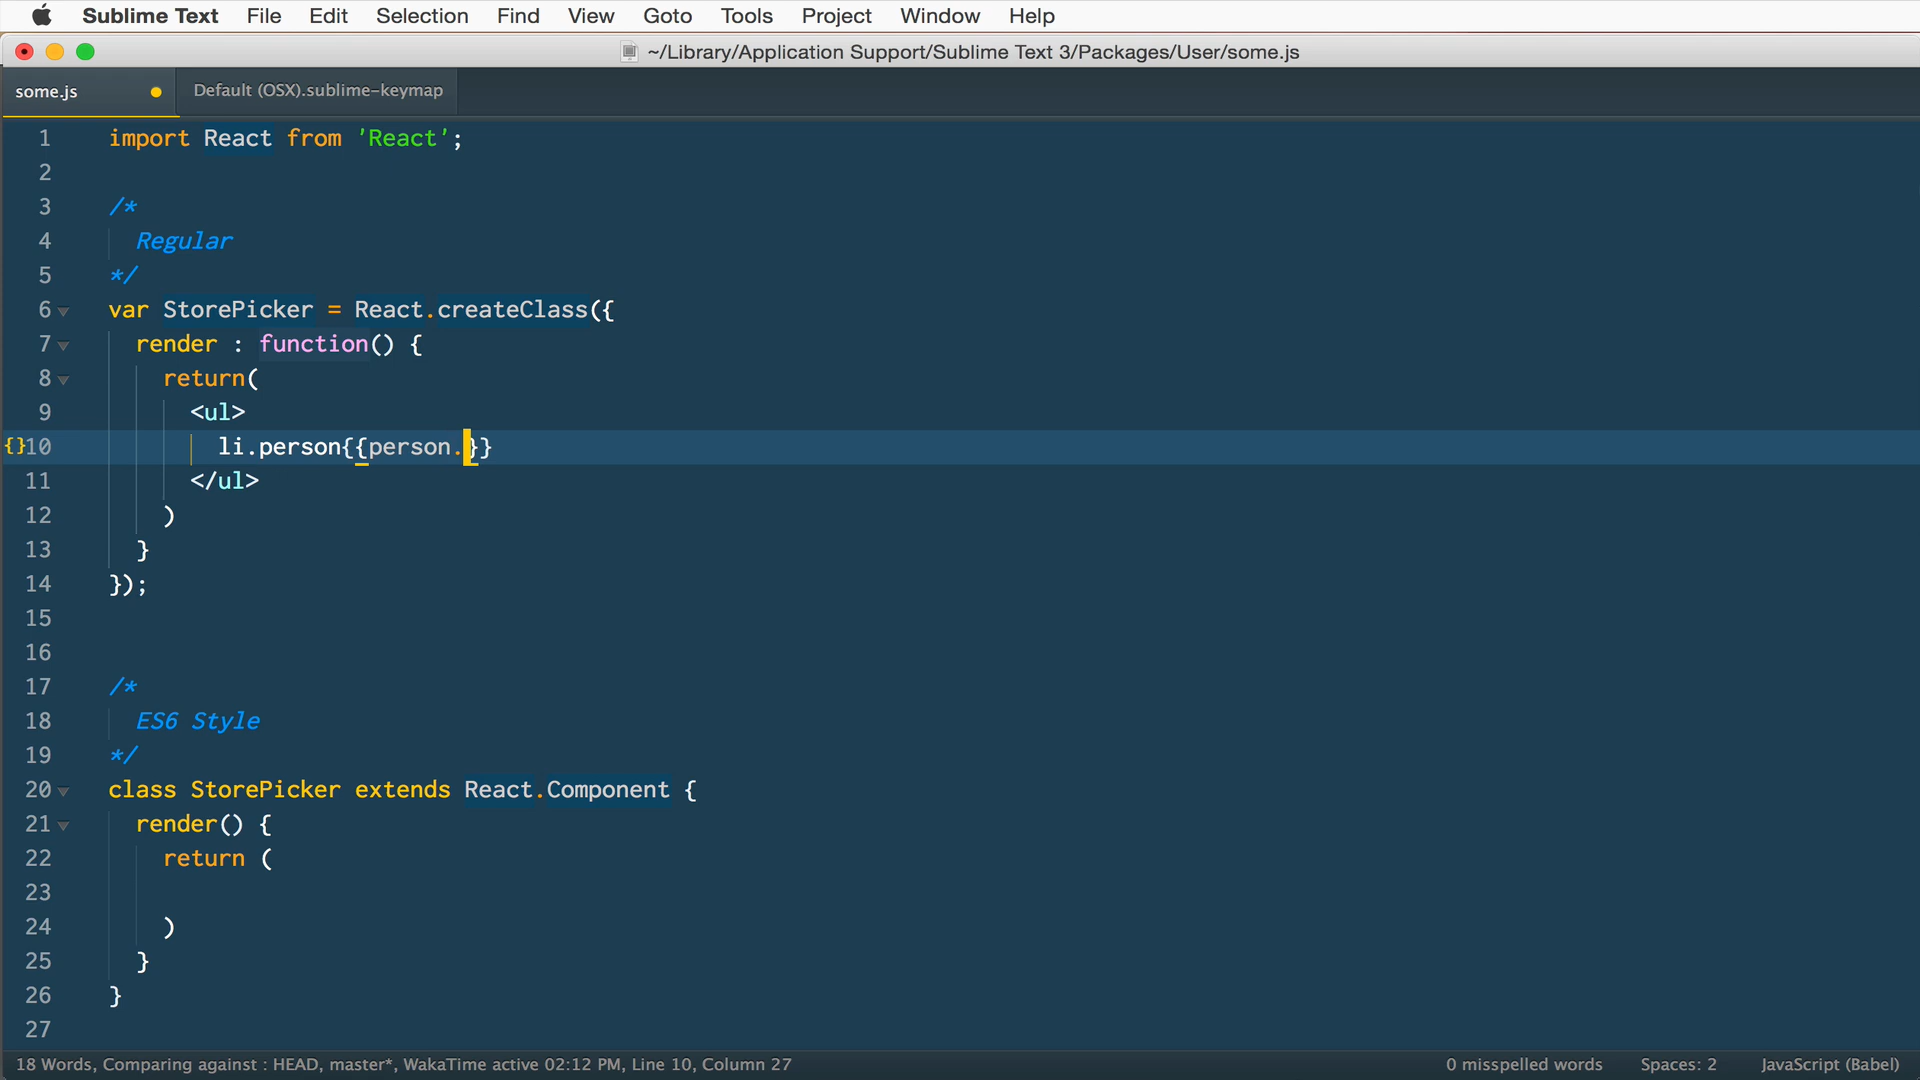 Sublime Text File Edit Selection Find View Goto Tools Project Window Help
~/Library/Application Support/Sublime Text 3/Packages/User/some.js
some.js Default (OSX).sublime-keymap
1 import React from 'React';
2
3 /*
4 Regular
5 */
6 var StorePicker = React.createClass({
7 render : function() {
8 return(
9 <ul>
{}10 li.person{{person.}}
11 </ul>
12 )
13 }
14 });
15
16
17 /*
18 ES6 Style
19 */
20 class StorePicker extends React.Component {
21 render() {
22 return (
23
24 )
25 }
26 }
27
18 Words, Comparing against : HEAD, master*, WakaTime active 02:12 PM, Line 10, Column 27 0 misspelled words Spaces: 2 JavaScript (Babel)